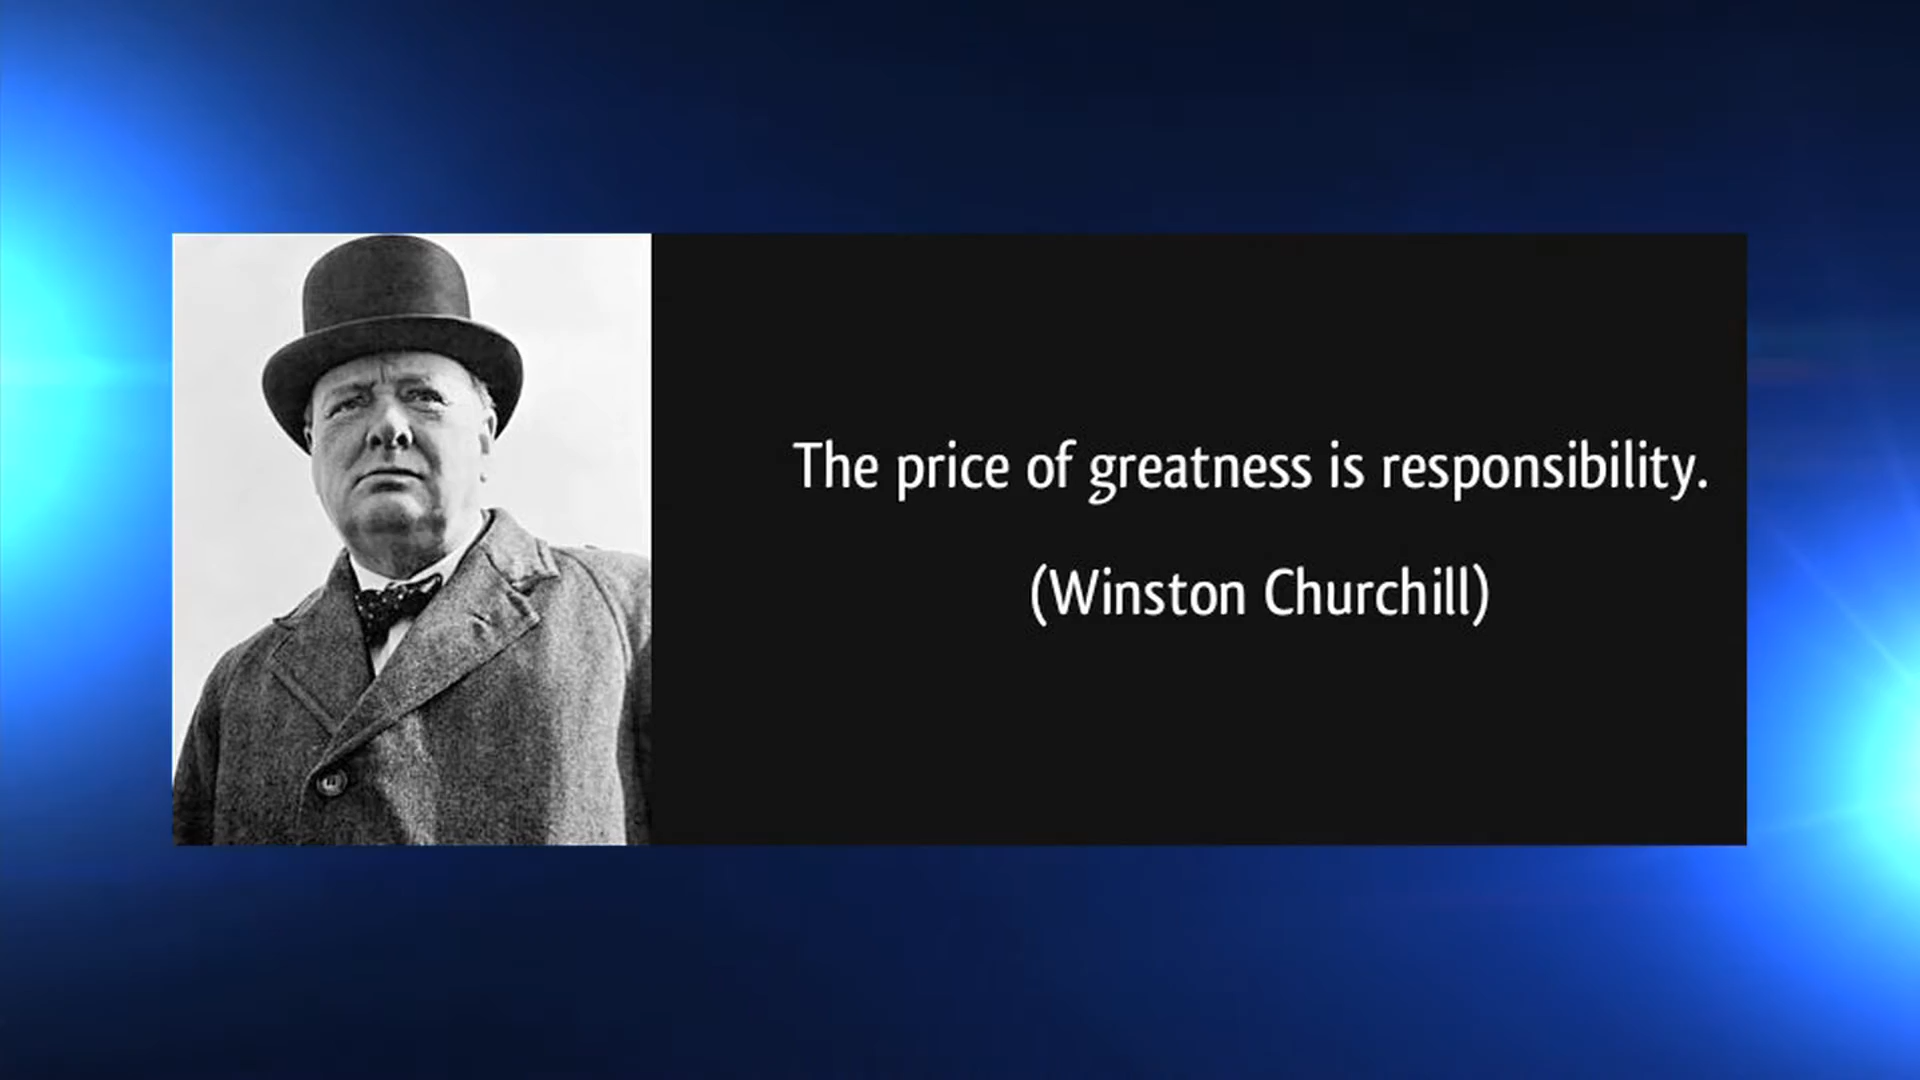 The price of greatness is responsibility.
(Winston Churchill)